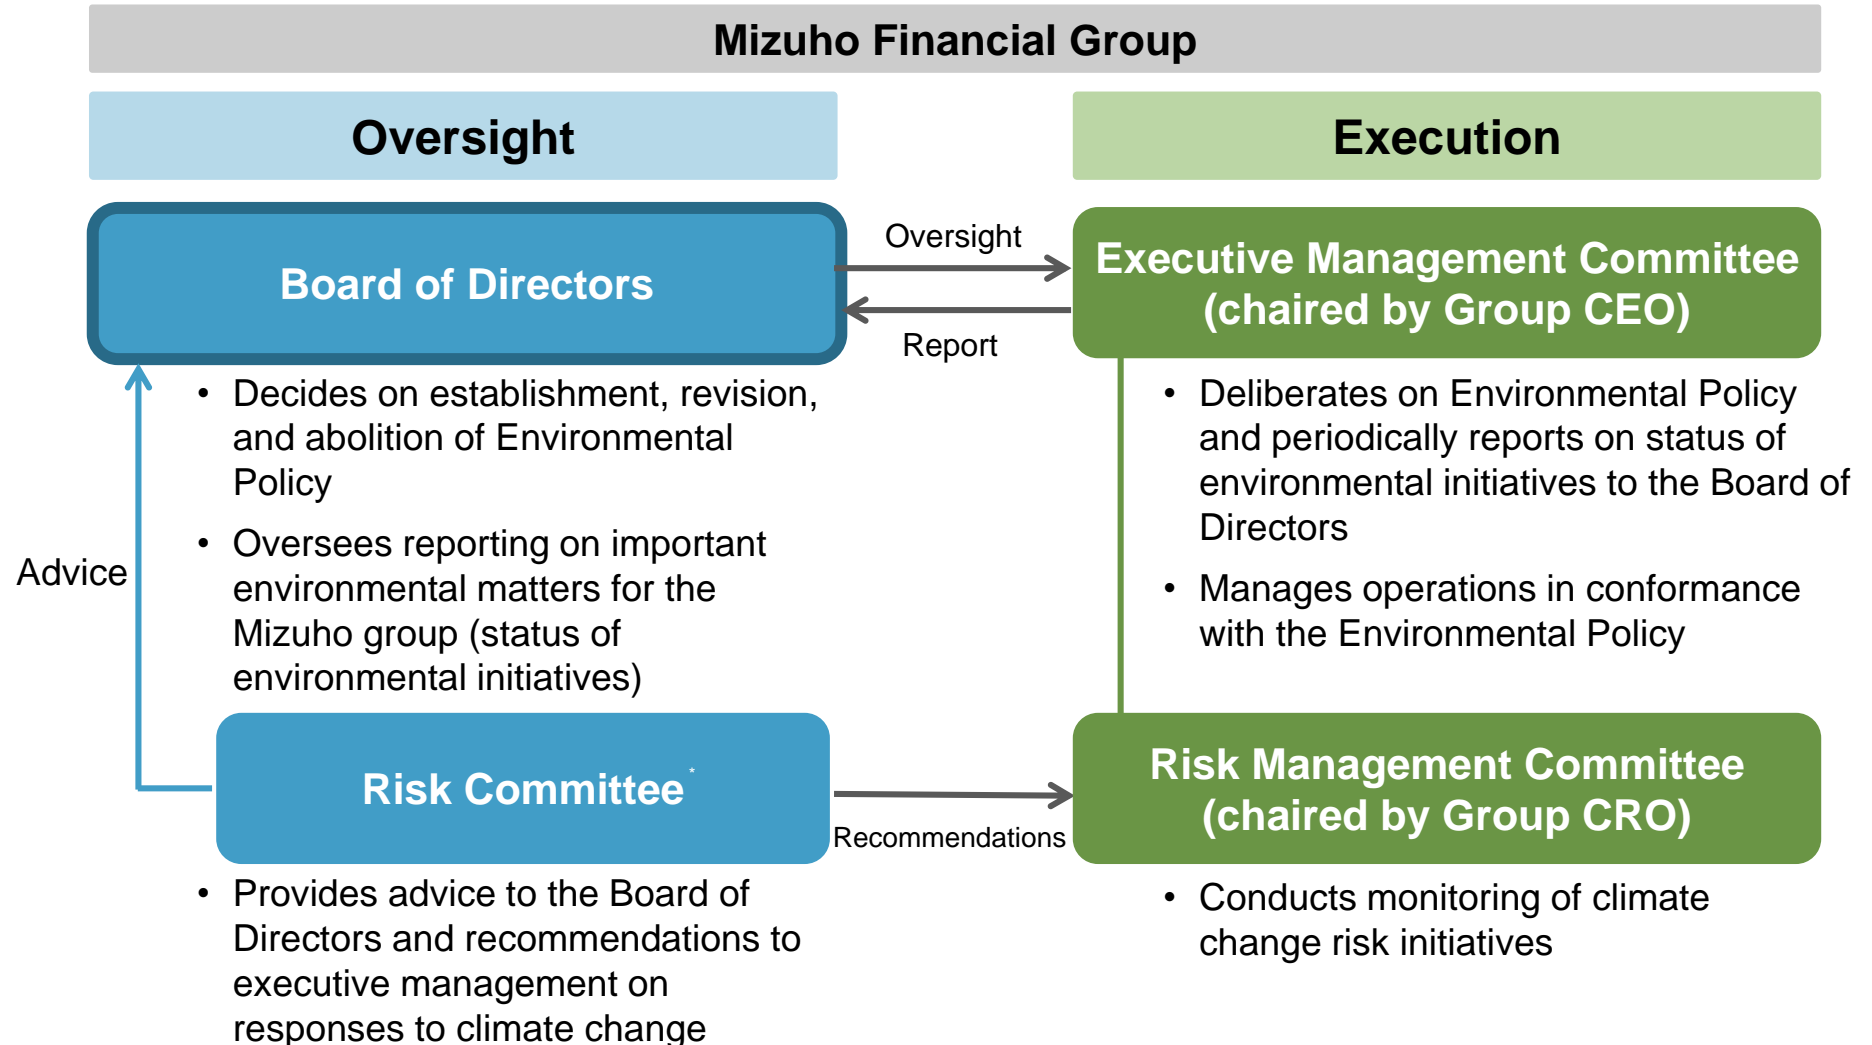 Mizuho Financial Group
Oversight
Execution
Board of Directors
Oversight
Report
Executive Management Committee
(chaired by Group CEO)
• Decides on establishment, revision,
and abolition of Environmental
Policy
• Oversees reporting on important
environmental matters for the
Mizuho group (status of
environmental initiatives)
• Deliberates on Environmental Policy
and periodically reports on status of
environmental initiatives to the Board of
Directors
• Manages operations in conformance
with the Environmental Policy
Advice
Risk Committee*
Recommendations
Risk Management Committee
(chaired by Group CRO)
• Provides advice to the Board of
Directors and recommendations to
executive management on
responses to climate change
• Conducts monitoring of climate
change risk initiatives